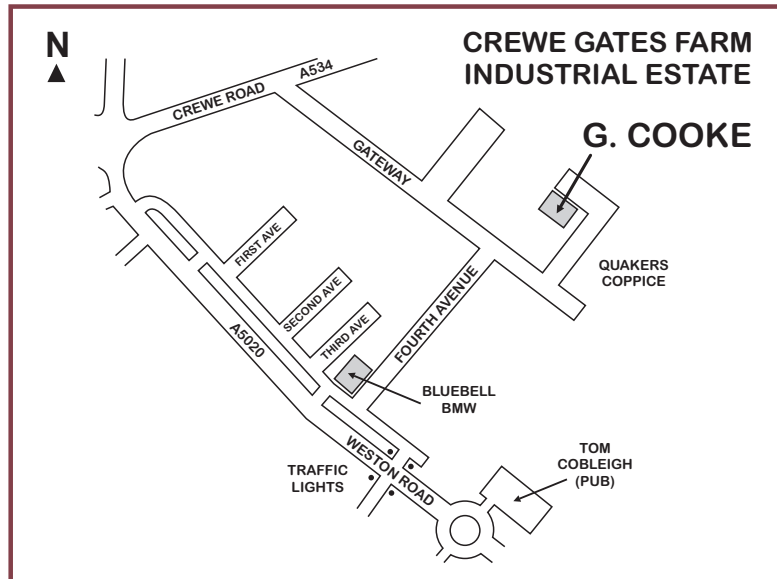 N
CREWE GATES FARM
INDUSTRIAL ESTATE
G. COOKE
A534
CREWE ROAD
GATEWAY
QUAKERS
COPPICE
FIRST AVE
SECOND AVE
THIRD AVE
FOURTH AVENUE
A5020
BLUEBELL
BMW
WESTON ROAD
TRAFFIC
LIGHTS
TOM
COBLEIGH
(PUB)